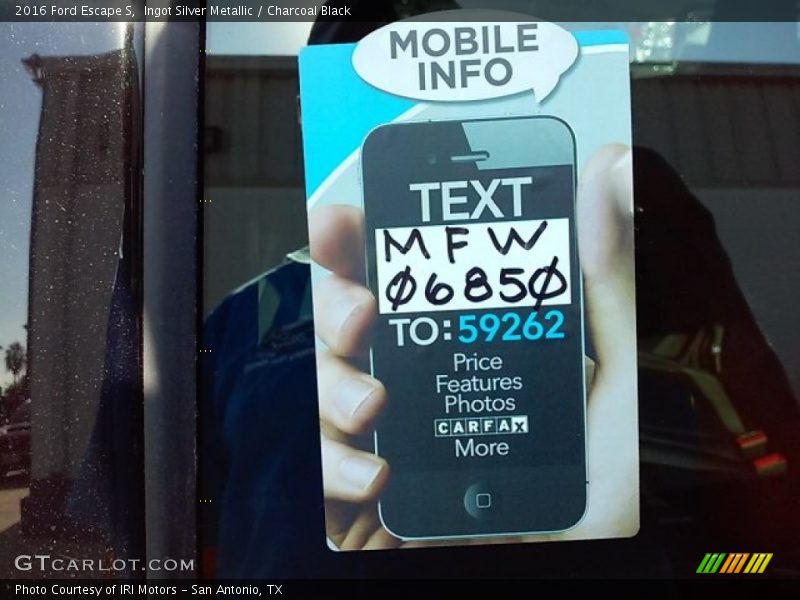 2016 Ford Escape S, Ingot Silver Metallic / Charcoal Black
MOBILE
INFO
TEXT
MFW
06850
TO: 59262
Price
Features
Photos
CARFAX
More
GTCARLOT.COM
Photo Courtesy of IRI Motors - San Antonio, TX